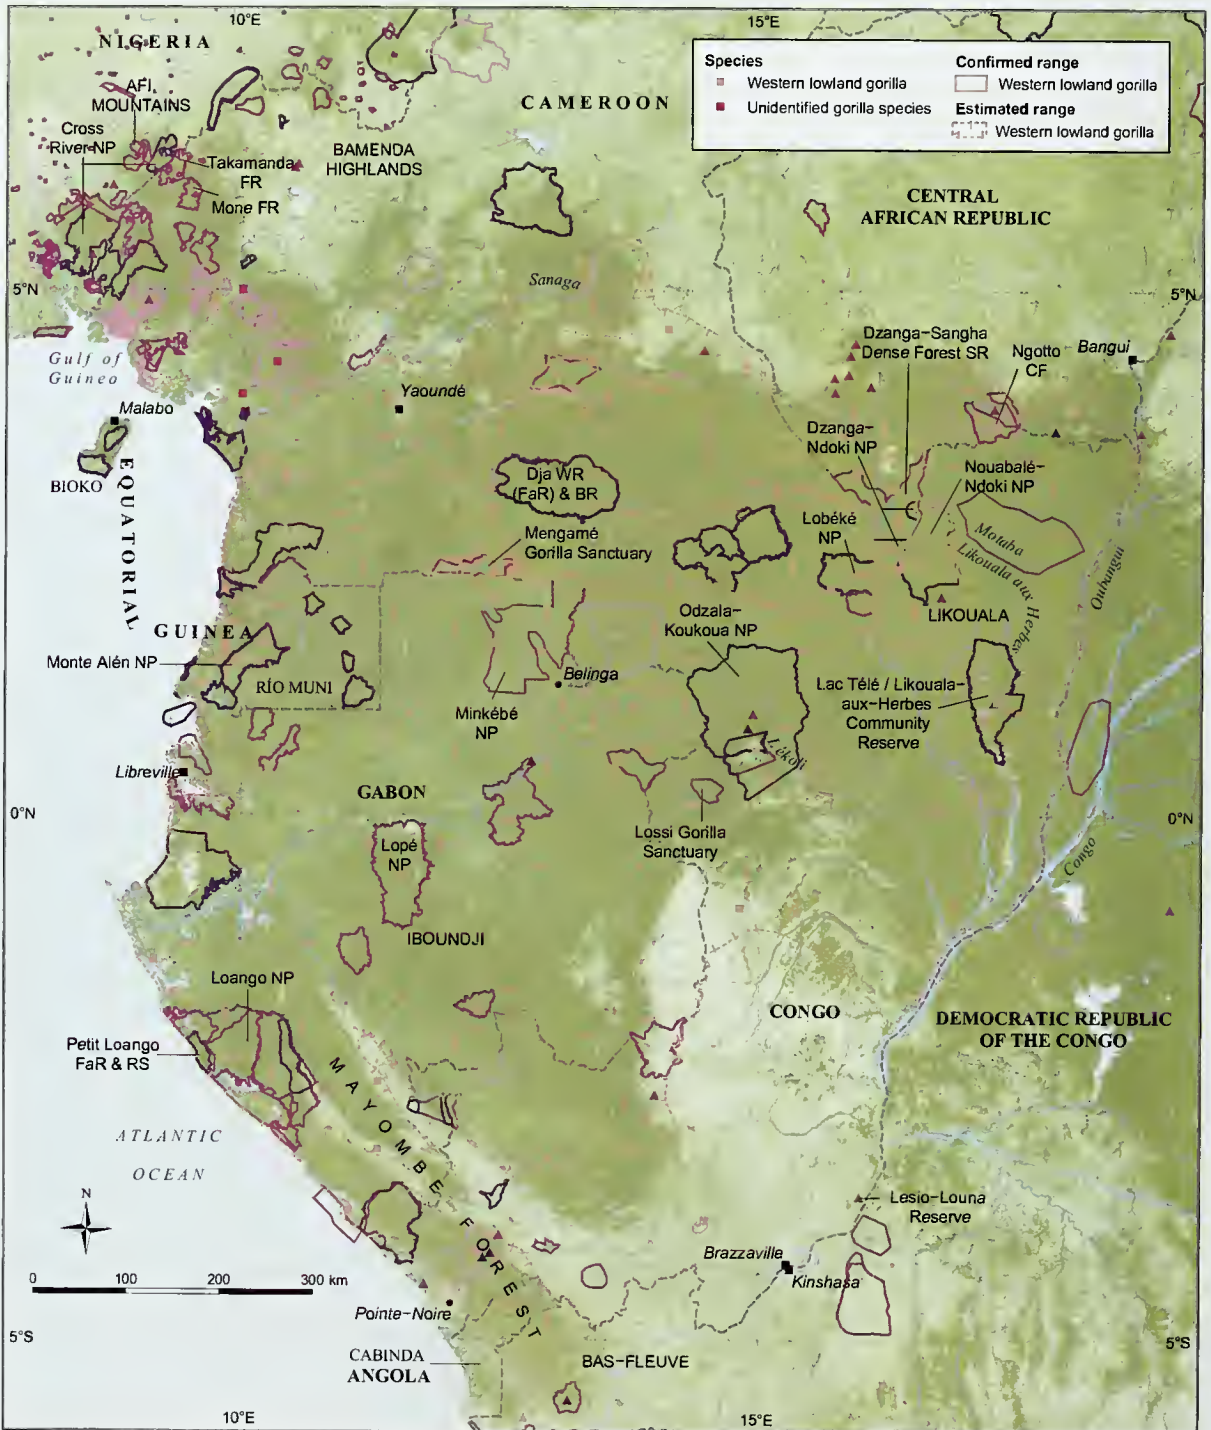 10°E
15°E
NIGERIA
Species
Western lowland gorilla
Unidentified gorilla species
Confirmed range
Western lowland gorilla
Estimated range
Western lowland gorilla
AFI
MOUNTAINS
CAMEROON
Cross
River NP
Takamanda
FR
BAMENDA
HIGHLANDS
Mone FR
CENTRAL
AFRICAN REPUBLIC
Sanaga
5°N
5°N
Gulf of
Guineo
Dzanga–Sangha
Dense Forest SR
Ngotto
CF
Bangui
Malabo
Yaoundé
Dzanga–
Ndoki NP
BIOKO
EQUATORIAL
GUINEA
Dja WR
(FaR) & BR
Nouabalé–
Ndoki NP
Lobéké
NP
Motaba
Mengamé
Gorilla Sanctuary
Likouala aux Herbes
Oubangui
LIKOUALA
Odzala–
Koukoua NP
Monte Alén NP
RÍO MUNI
Belinga
Minkébé
NP
Lac Télé / Likouala–
aux–Herbes
Community
Reserve
Lékoli
Libreville
GABON
0°N
0°N
Lossi Gorilla
Sanctuary
Lopé
NP
Congo
IBOUNDJI
Loango NP
CONGO
DEMOCRATIC REPUBLIC
OF THE CONGO
Petit Loango
FaR & RS
MAYOMBE FOREST
ATLANTIC
OCEAN
N
Lesio–Louna
Reserve
Brazzaville
Kinshasa
0 100 200 300 km
Pointe–Noire
5°S
5°S
CABINDA
ANGOLA
BAS–FLEUVE
10°E
15°E